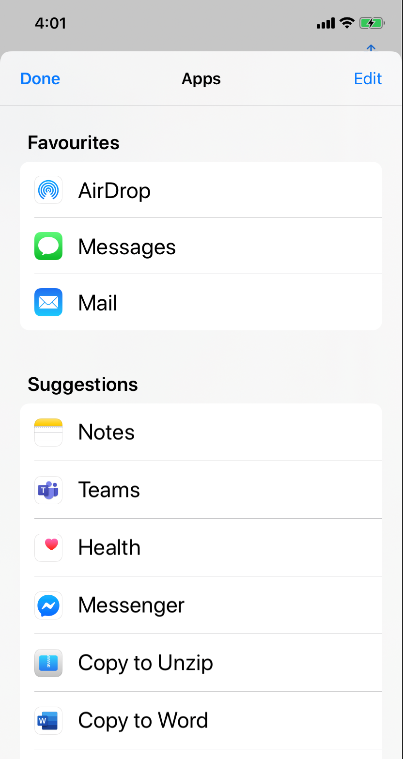 4:01
Done Apps Edit
Favourites
AirDrop
Messages
Mail
Suggestions
Notes
Teams
Health
Messenger
Copy to Unzip
Copy to Word